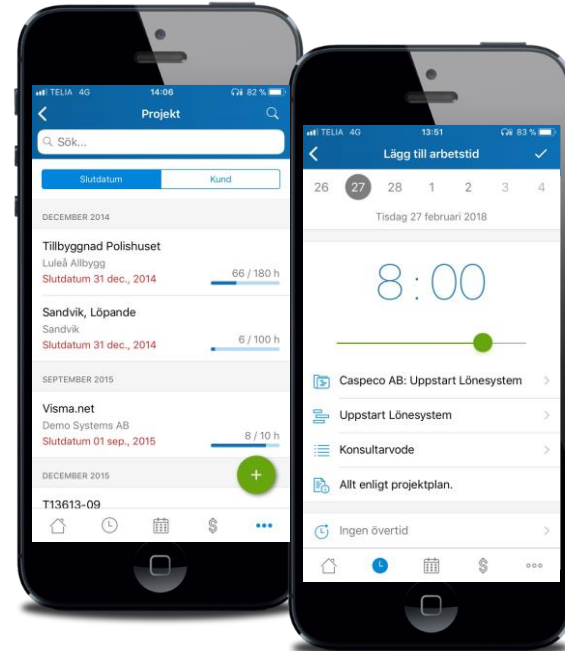 TELIA 4G 14:06 82 %
Projekt
Sök...
Slutdatum Kund
DECEMBER 2014
Tillbyggnad Polishuset
Luleå Allbygg
Slutdatum 31 dec., 2014 66 / 180 h
Sandvik, Löpande
Sandvik
Slutdatum 31 dec., 2014 6 / 100 h
SEPTEMBER 2015
Visma.net
Demo Systems AB
Slutdatum 01 sep., 2015 8 / 10 h
DECEMBER 2015
T13613-09
TELIA 4G 13:51 83 %
Lägg till arbetstid
26 27 28 1 2 3 4
Tisdag 27 februari 2018
8:00
Caspeco AB: Uppstart Lönesystem
Uppstart Lönesystem
Konsultarvode
Allt enligt projektplan.
Ingen övertid